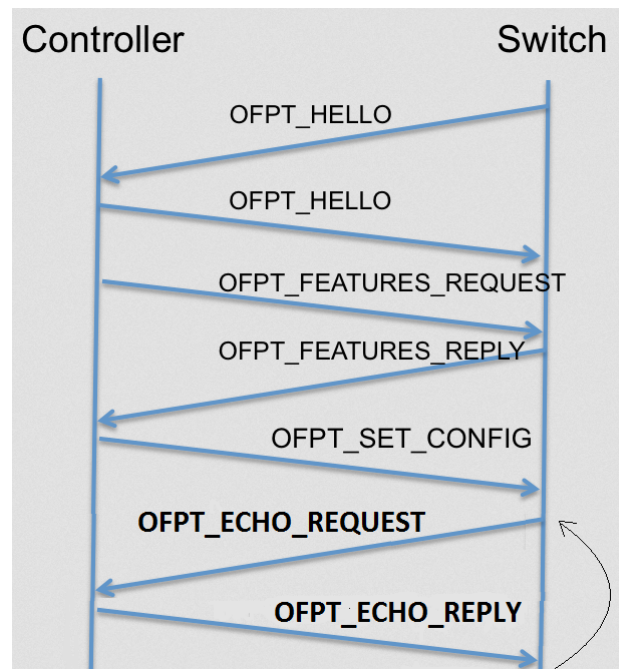 Controller
Switch
OFPT_HELLO
OFPT_HELLO
OFPT_FEATURES_REQUEST
OFPT_FEATURES_REPLY
OFPT_SET_CONFIG
OFPT_ECHO_REQUEST
OFPT_ECHO_REPLY